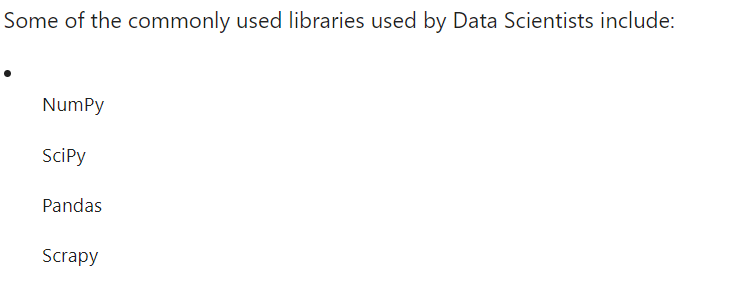 Some of the commonly used libraries used by Data Scientists include:
•
NumPy
SciPy
Pandas
Scrapy